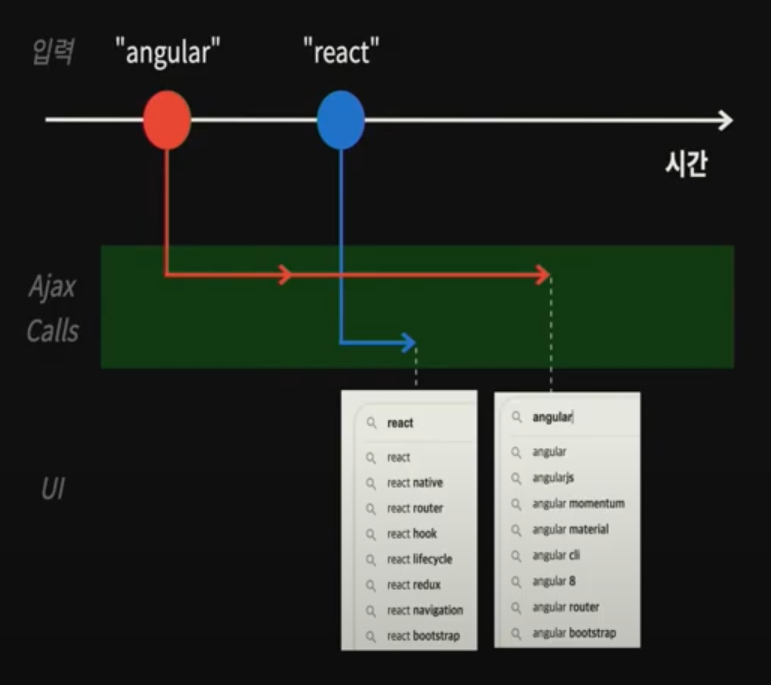 입력
"angular"
"react"
시간
Ajax
Calls
UI
react
react
react native
react router
react hook
react lifecycle
react redux
react navigation
react bootstrap
angular
angular
angularjs
angular momentum
angular material
angular cli
angular 8
angular router
angular bootstrap